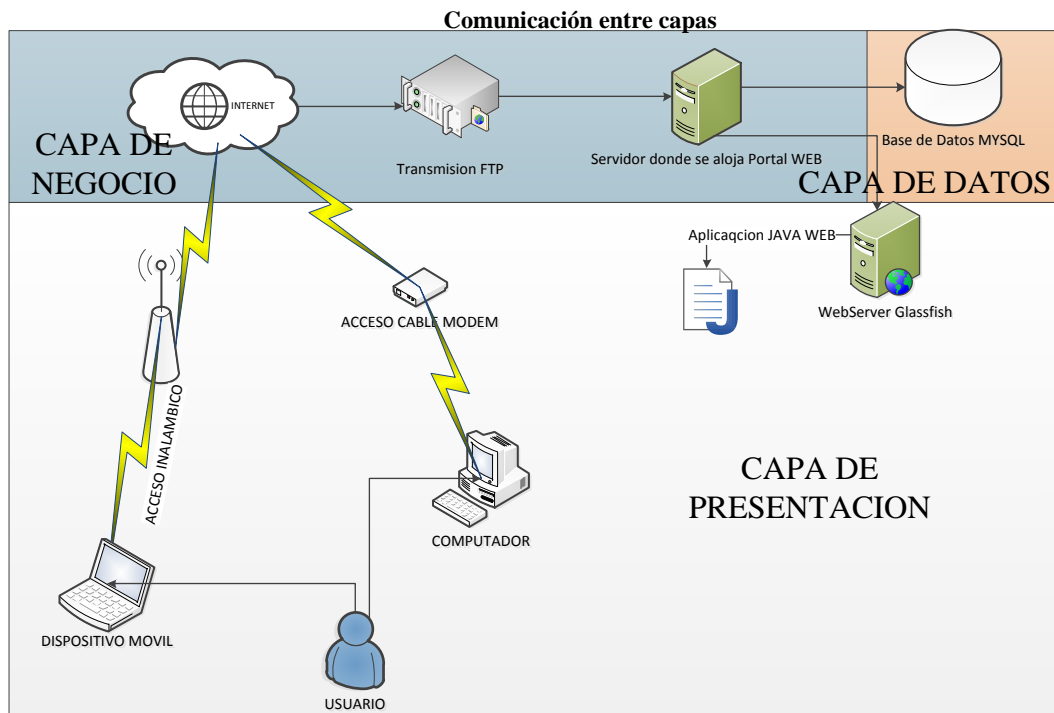 Comunicación entre capas
INTERNET
CAPA DE
NEGOCIO
Transmision FTP
Servidor donde se aloja Portal WEB
Base de Datos MYSQL
CAPA DE DATOS
Aplicaqcion JAVA WEB
WebServer Glassfish
ACCESO CABLE MODEM
ACCESO INALAMBICO
CAPA DE
PRESENTACION
COMPUTADOR
DISPOSITIVO MOVIL
USUARIO